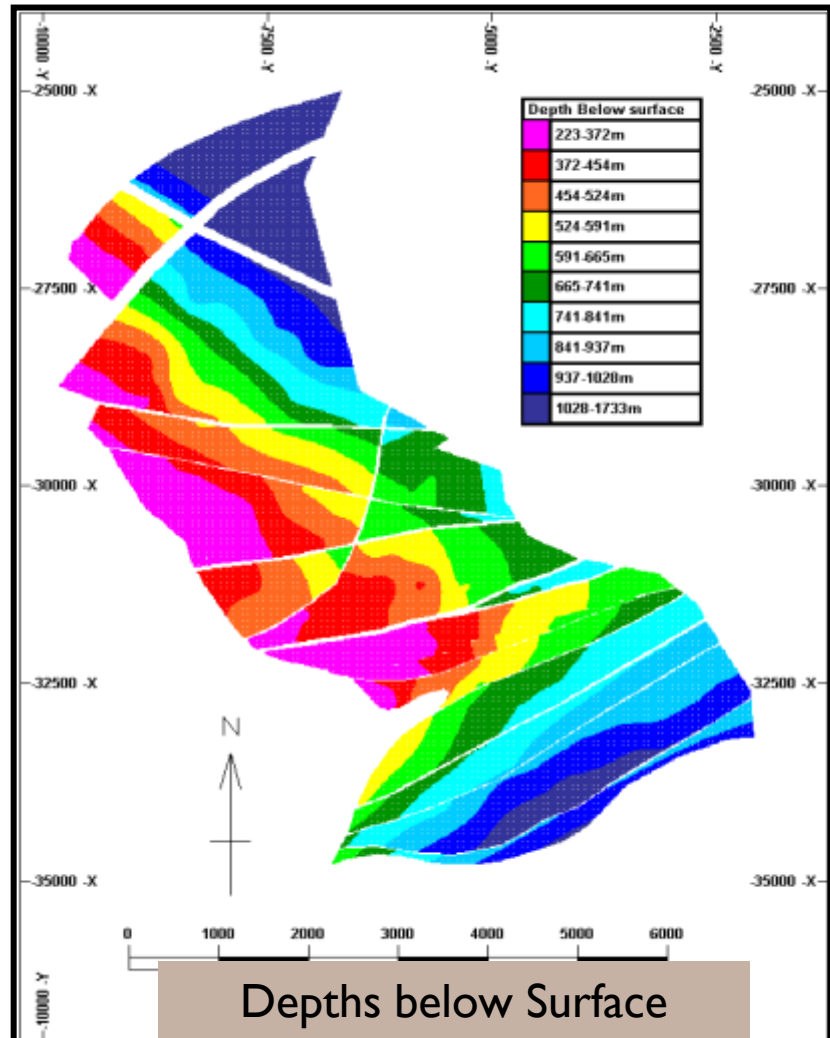 -10000 -Y
-7500 -Y
-5000 -Y
-2500 -Y
-25000 -X
-25000 -X
Depth Below surface
223-372m
372-454m
454-524m
524-591m
591-665m
665-741m
741-841m
841-937m
937-1028m
1028-1733m
-27500 -X
-27500 -X
-30000 -X
-30000 -X
-32500 -X
-32500 -X
N
-35000 -X
-35000 -X
0 1000 2000 3000 4000 5000 6000
-10000 -Y
Depths below Surface